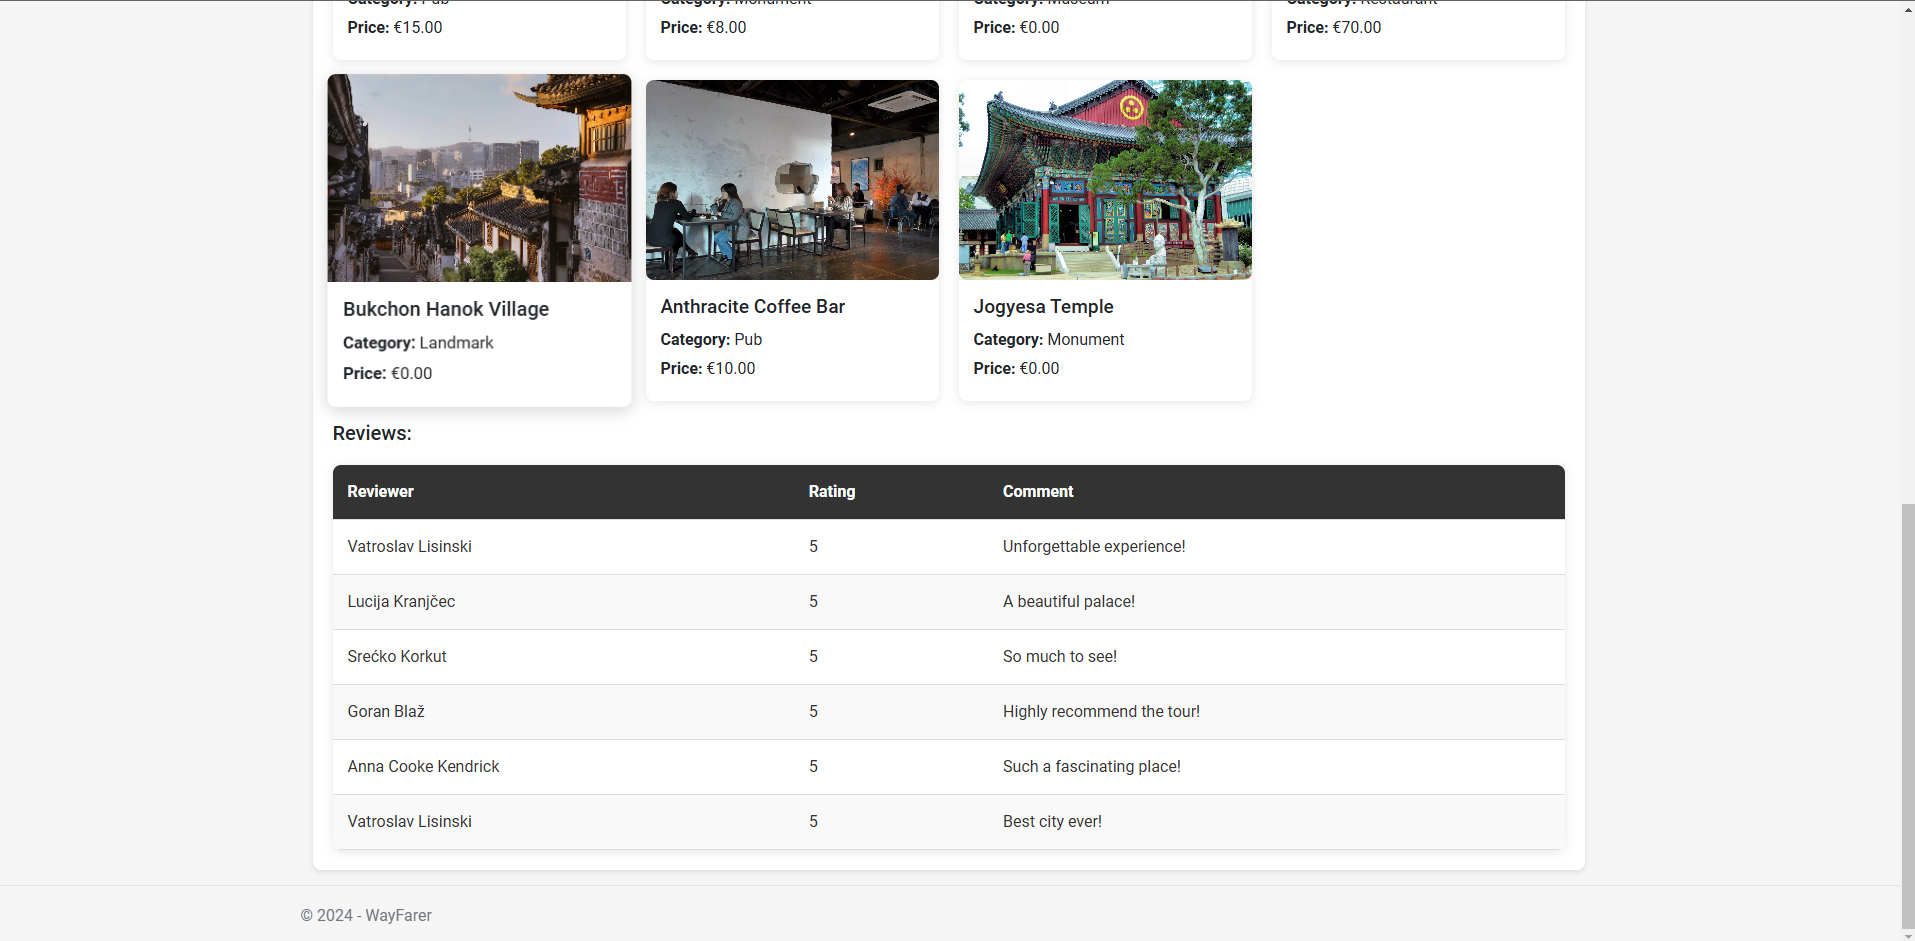 Category: Pub
Category: Monument
Category: Museum
Category: Restaurant
Price: €15.00
Price: €8.00
Price: €0.00
Price: €70.00
Bukchon Hanok Village
Category: Landmark
Price: €0.00
Anthracite Coffee Bar
Category: Pub
Price: €10.00
Jogyesa Temple
Category: Monument
Price: €0.00
Reviews:
Reviewer Rating Comment
Vatroslav Lisinski 5 Unforgettable experience!
Lucija Kranjčec 5 A beautiful palace!
Srećko Korkut 5 So much to see!
Goran Blaž 5 Highly recommend the tour!
Anna Cooke Kendrick 5 Such a fascinating place!
Vatroslav Lisinski 5 Best city ever!
© 2024 - WayFarer